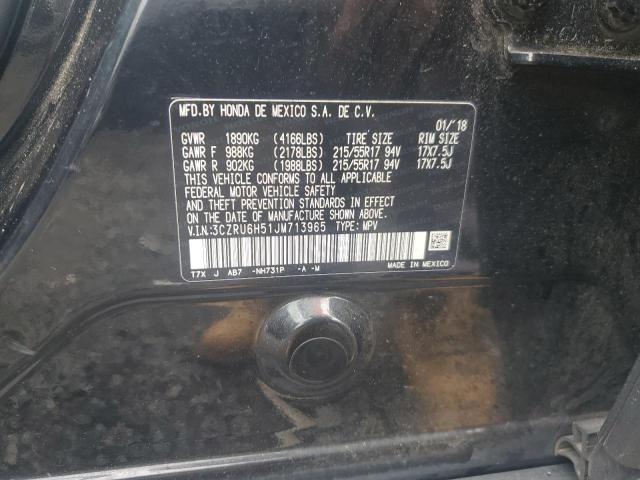 MFD.BY HONDA DE MEXICO S.A. DE C.V.
01/'18
GVWR 1890KG (4166LBS) TIRE SIZE RIM SIZE
GAWR F 988KG (2178LBS) 215/55R17 94V 17X7.5J
GAWR R 902KG (1988LBS) 215/55R17 94V 17X7.5J
THIS VEHICLE CONFORMS TO ALL APPLICABLE
FEDERAL MOTOR VEHICLE SAFETY
AND THEFT PREVENTION STANDARDS IN EFFECT
ON THE DATE OF MANUFACTURE SHOWN ABOVE.
V.I.N:3CZRU6H51JM713965 TYPE: MPV
T7X J AB7 -NH731P -A -M
MADE IN MEXICO